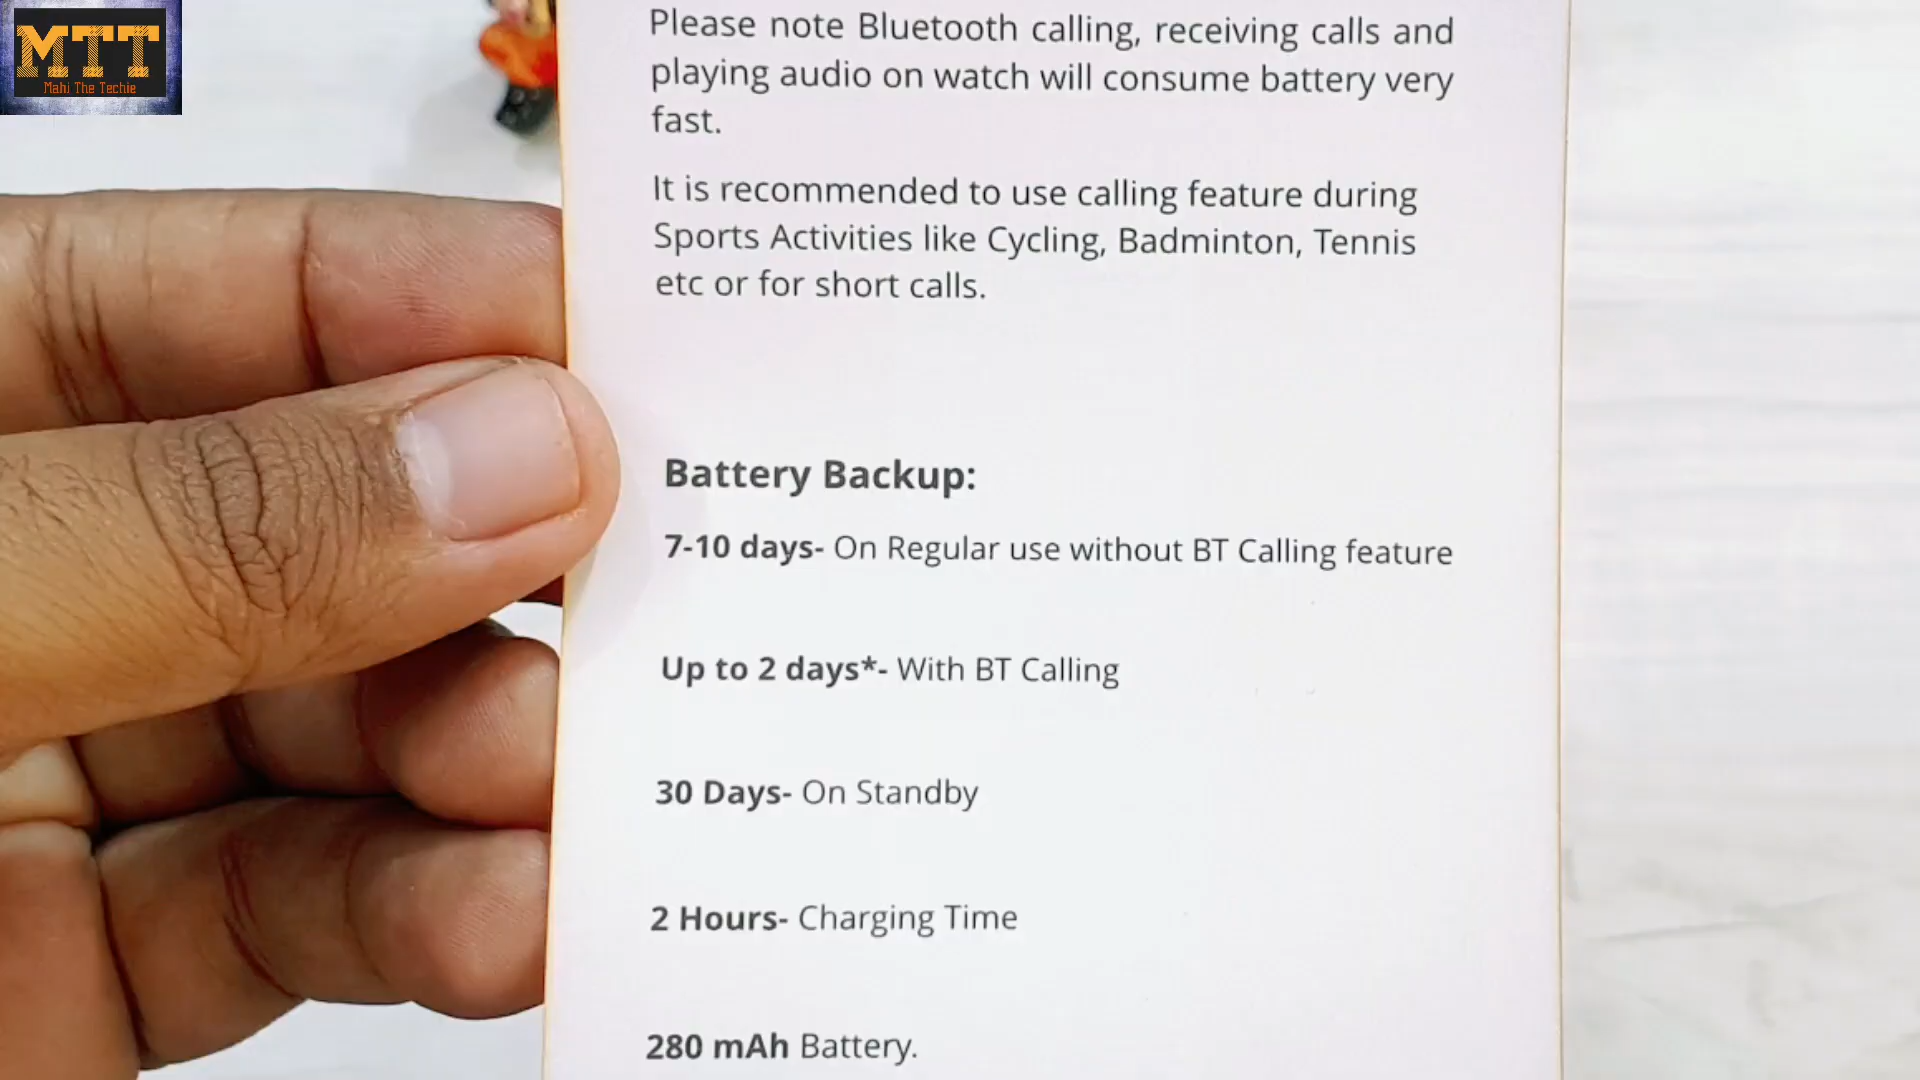 MTT
Mahi The Techie
Please note Bluetooth calling, receiving calls and
playing audio on watch will consume battery very
fast.
It is recommended to use calling feature during
Sports Activities like Cycling, Badminton, Tennis
etc or for short calls.
Battery Backup:
7-10 days- On Regular use without BT Calling feature
Up to 2 days*- With BT Calling
30 Days- On Standby
2 Hours- Charging Time
280 mAh Battery.